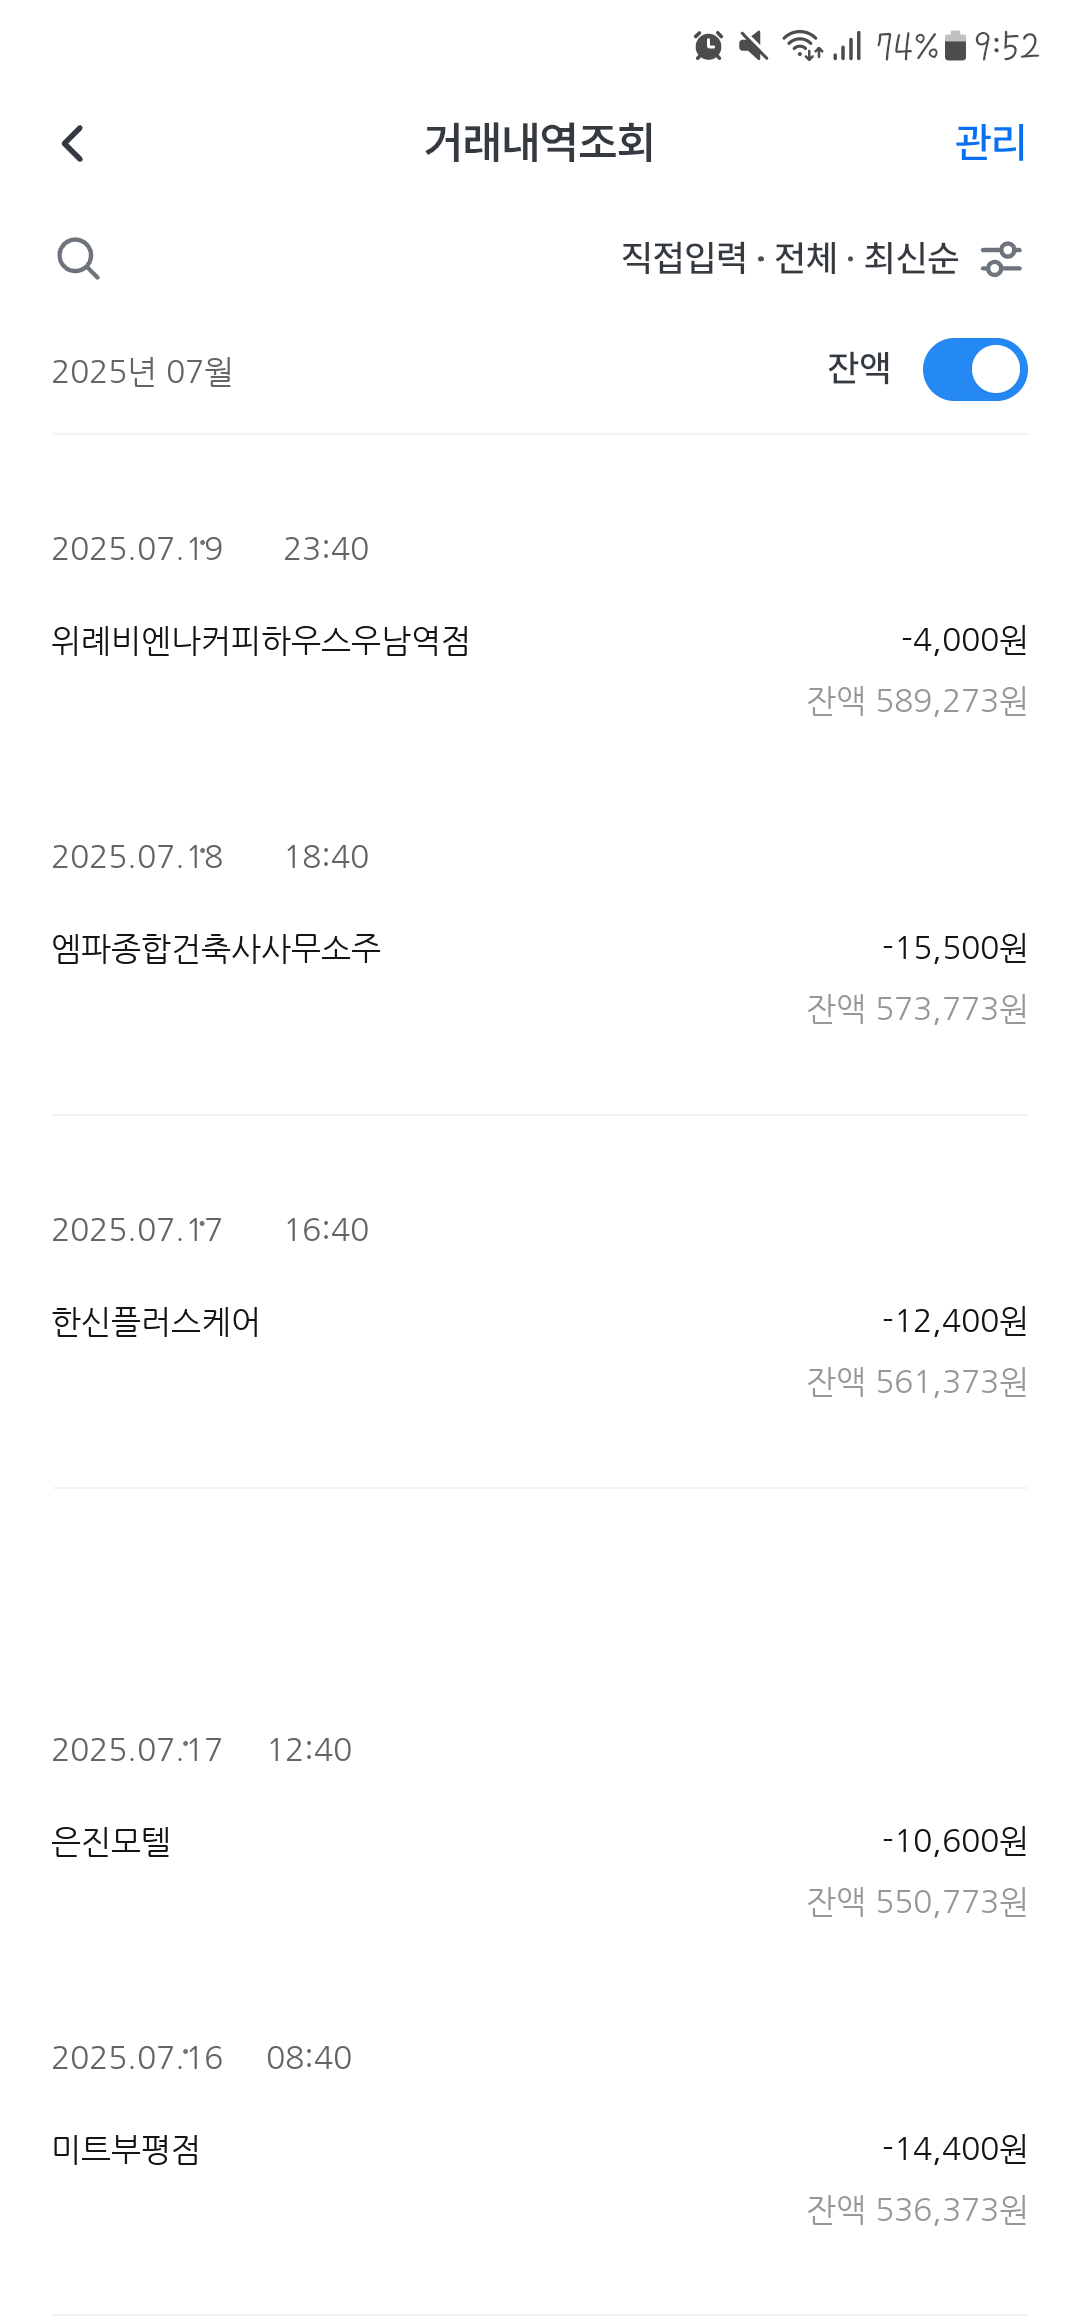 74% 9:52
거래내역조회 관리
직접입력 · 전체 · 최신순
2025년 07월 잔액
2025.07.19 23:40
위례비엔나커피하우스우남역점 -4,000원
잔액 589,273원
2025.07.18 18:40
엠파종합건축사사무소주 -15,500원
잔액 573,773원
2025.07.17 16:40
한신플러스케어 -12,400원
잔액 561,373원
2025.07.17 12:40
은진모텔 -10,600원
잔액 550,773원
2025.07.16 08:40
미트부평점 -14,400원
잔액 536,373원